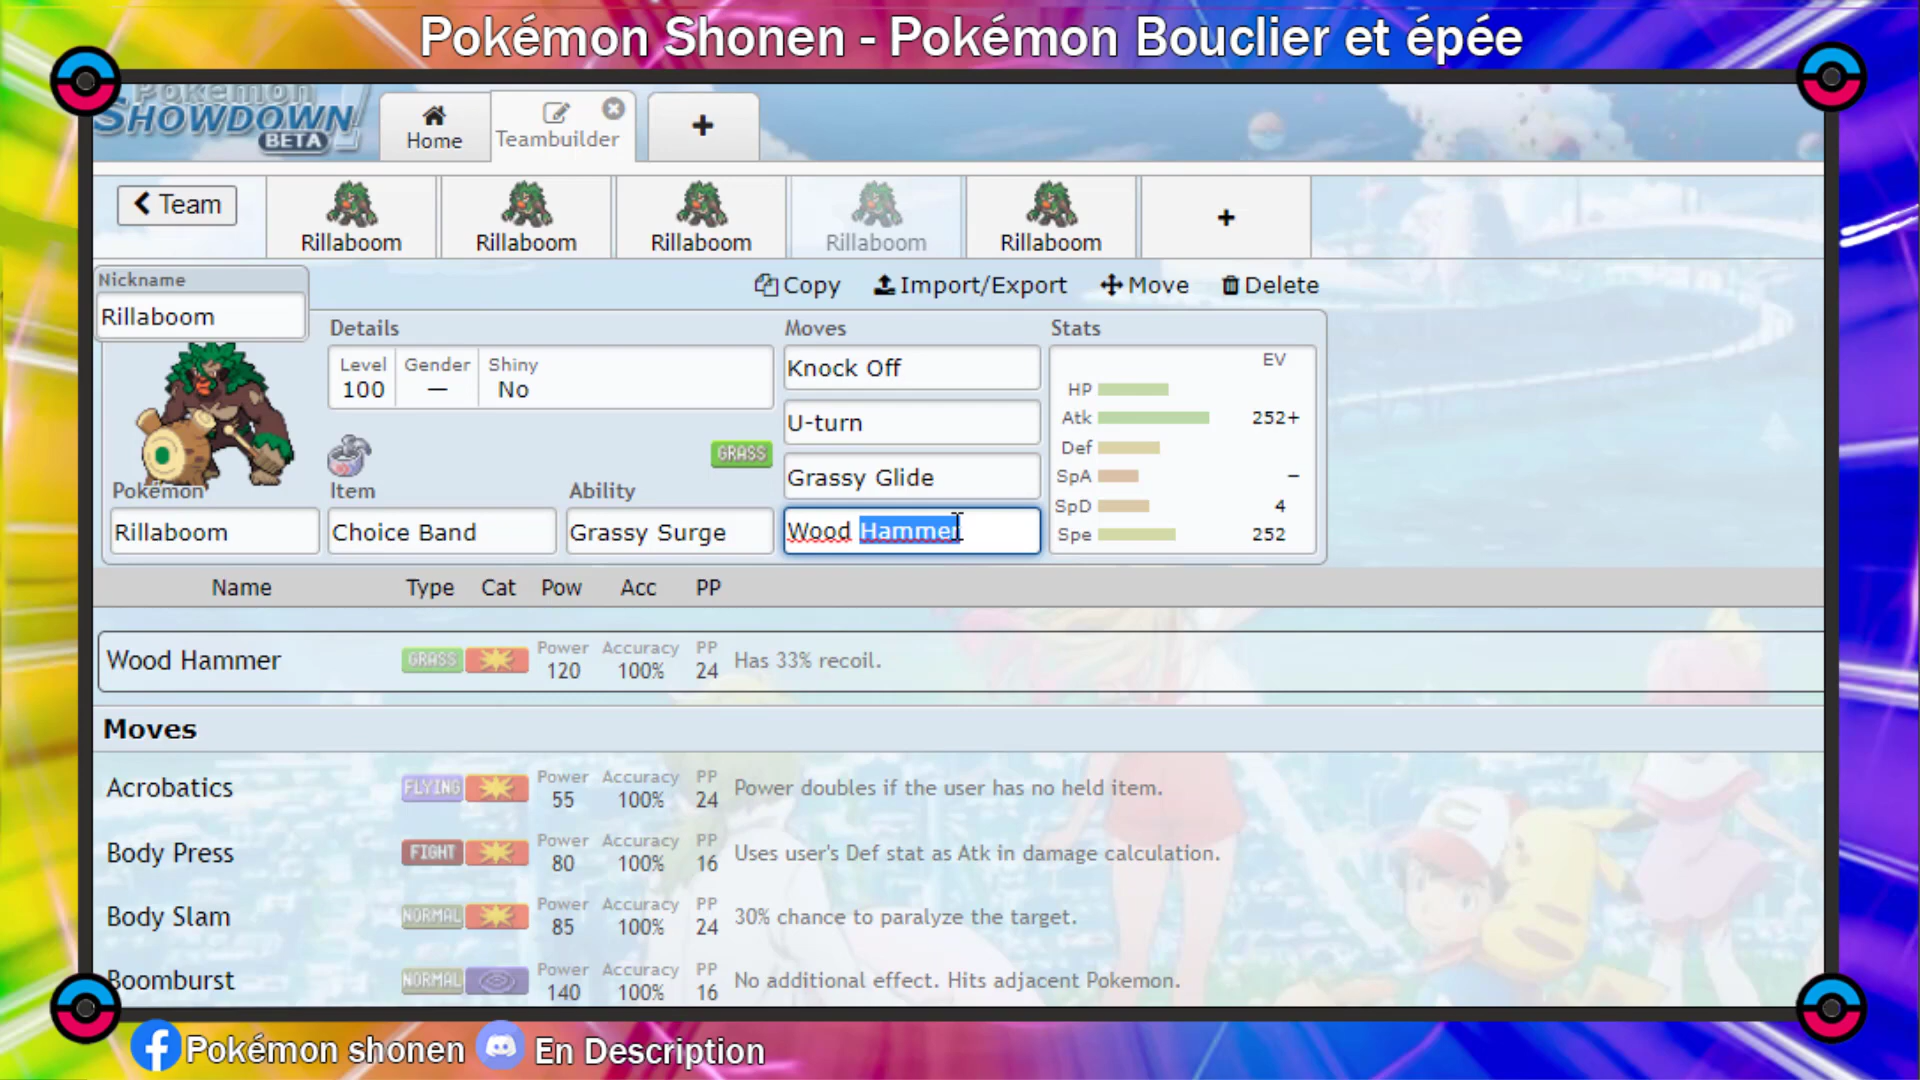 Pokémon Shonen - Pokémon Bouclier et épée
Pokémon
SHOWDOWN
BETA
Home
Teambuilder
+
Team
Rillaboom
Rillaboom
Rillaboom
Rillaboom
Rillaboom
+
Nickname
Rillaboom
Copy
Import/Export
Move
Delete
Details
Moves
Stats
Level
100
Gender
—
Shiny
No
GRASS
Pokémon
Rillaboom
Item
Choice Band
Ability
Grassy Surge
Knock Off
U-turn
Grassy Glide
Wood Hammer
EV
HP
Atk 252+
Def
SpA –
SpD 4
Spe 252
Name Type Cat Pow Acc PP
Wood Hammer GRASS Power 120 Accuracy 100% PP 24 Has 33% recoil.
Moves
Acrobatics FLYING Power 55 Accuracy 100% PP 24 Power doubles if the user has no held item.
Body Press FIGHT Power 80 Accuracy 100% PP 16 Uses user's Def stat as Atk in damage calculation.
Body Slam NORMAL Power 85 Accuracy 100% PP 24 30% chance to paralyze the target.
Boomburst NORMAL Power 140 Accuracy 100% PP 16 No additional effect. Hits adjacent Pokemon.
Pokémon shonen En Description